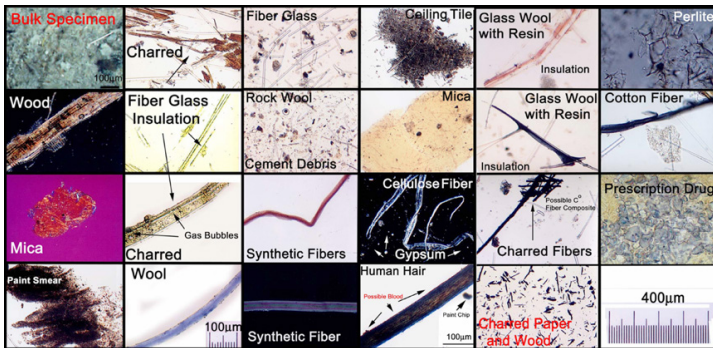 Bulk Specimen
100µm
Charred
Fiber Glass
Ceiling Tile
Glass Wool
with Resin
Insulation
Perlite
Wood
Fiber Glass
Insulation
Rock Wool
Cement Debris
Mica
Glass Wool
with Resin
Insulation
Cotton Fiber
Mica
Gas Bubbles
Charred
Synthetic Fibers
Cellulose Fiber
Gypsum
Possible C
Fiber Composite
Charred Fibers
Prescription Drug
Paint Smear
Wool
100µm
Synthetic Fiber
Human Hair
Possible Blood
Paint Chip
100µm
Charred Paper
and Wood
400µm